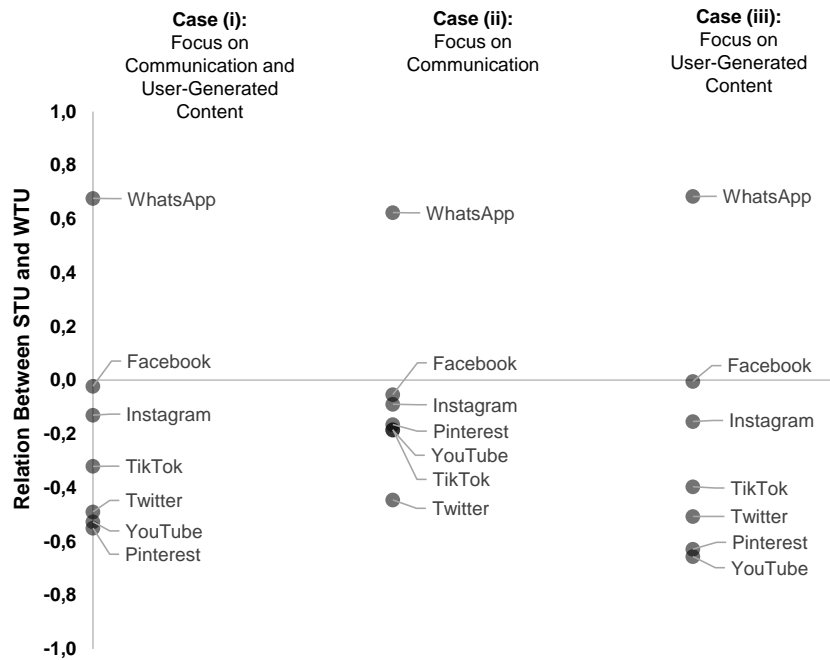 Case (i):
Focus on
Communication and
User-Generated
Content
Case (ii):
Focus on
Communication
Case (iii):
Focus on
User-Generated
Content
Relation Between STU and WTU
1,0
0,8
0,6
0,4
0,2
0,0
-0,2
-0,4
-0,6
-0,8
-1,0
WhatsApp
Facebook
Instagram
TikTok
Twitter
YouTube
Pinterest
WhatsApp
Facebook
Instagram
Pinterest
YouTube
TikTok
Twitter
WhatsApp
Facebook
Instagram
TikTok
Twitter
Pinterest
YouTube